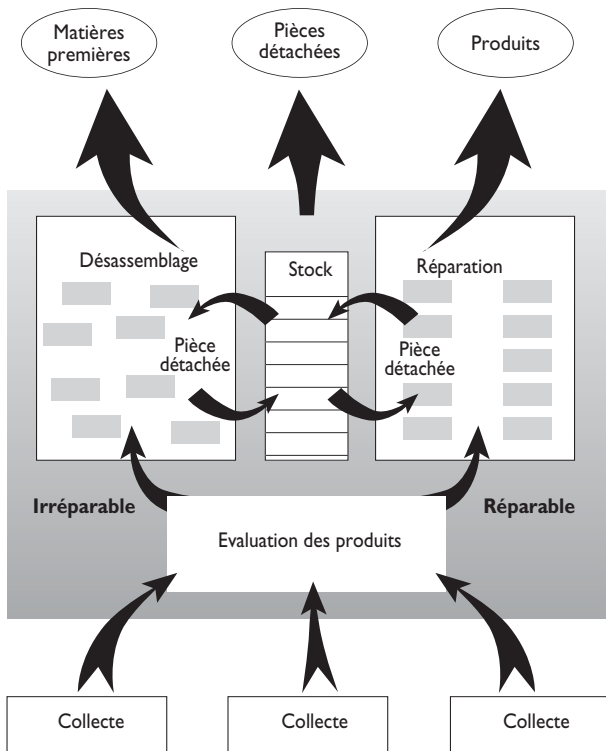 Matières
premières
Pièces
détachées
Produits
Désassemblage
Stock
Réparation
Pièce
détachée
Pièce
détachée
Irréparable
Réparable
Evaluation des produits
Collecte
Collecte
Collecte